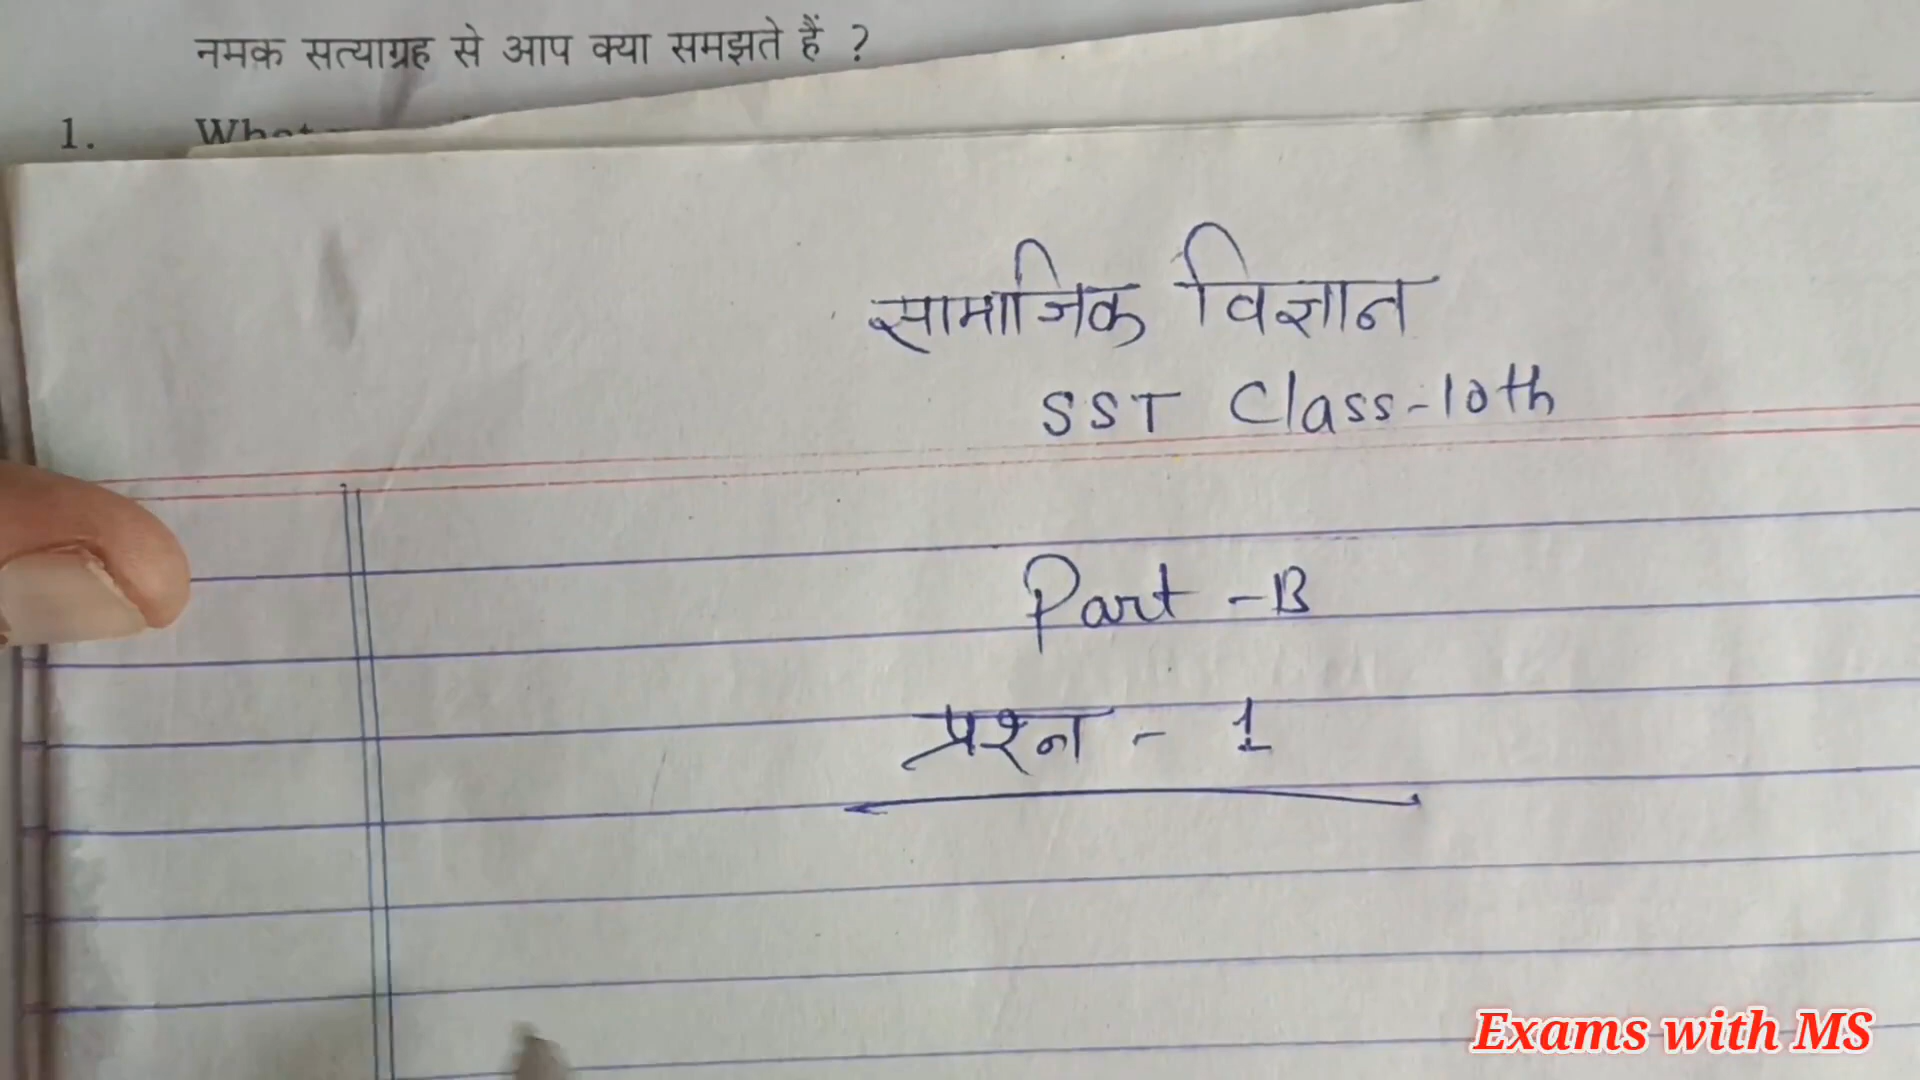 नमक सत्याग्रह से आप क्या समझते हैं ?
1.
सामाजिक विज्ञान
SST Class-10th
Part-B
प्रश्न - 1
Exams with MS